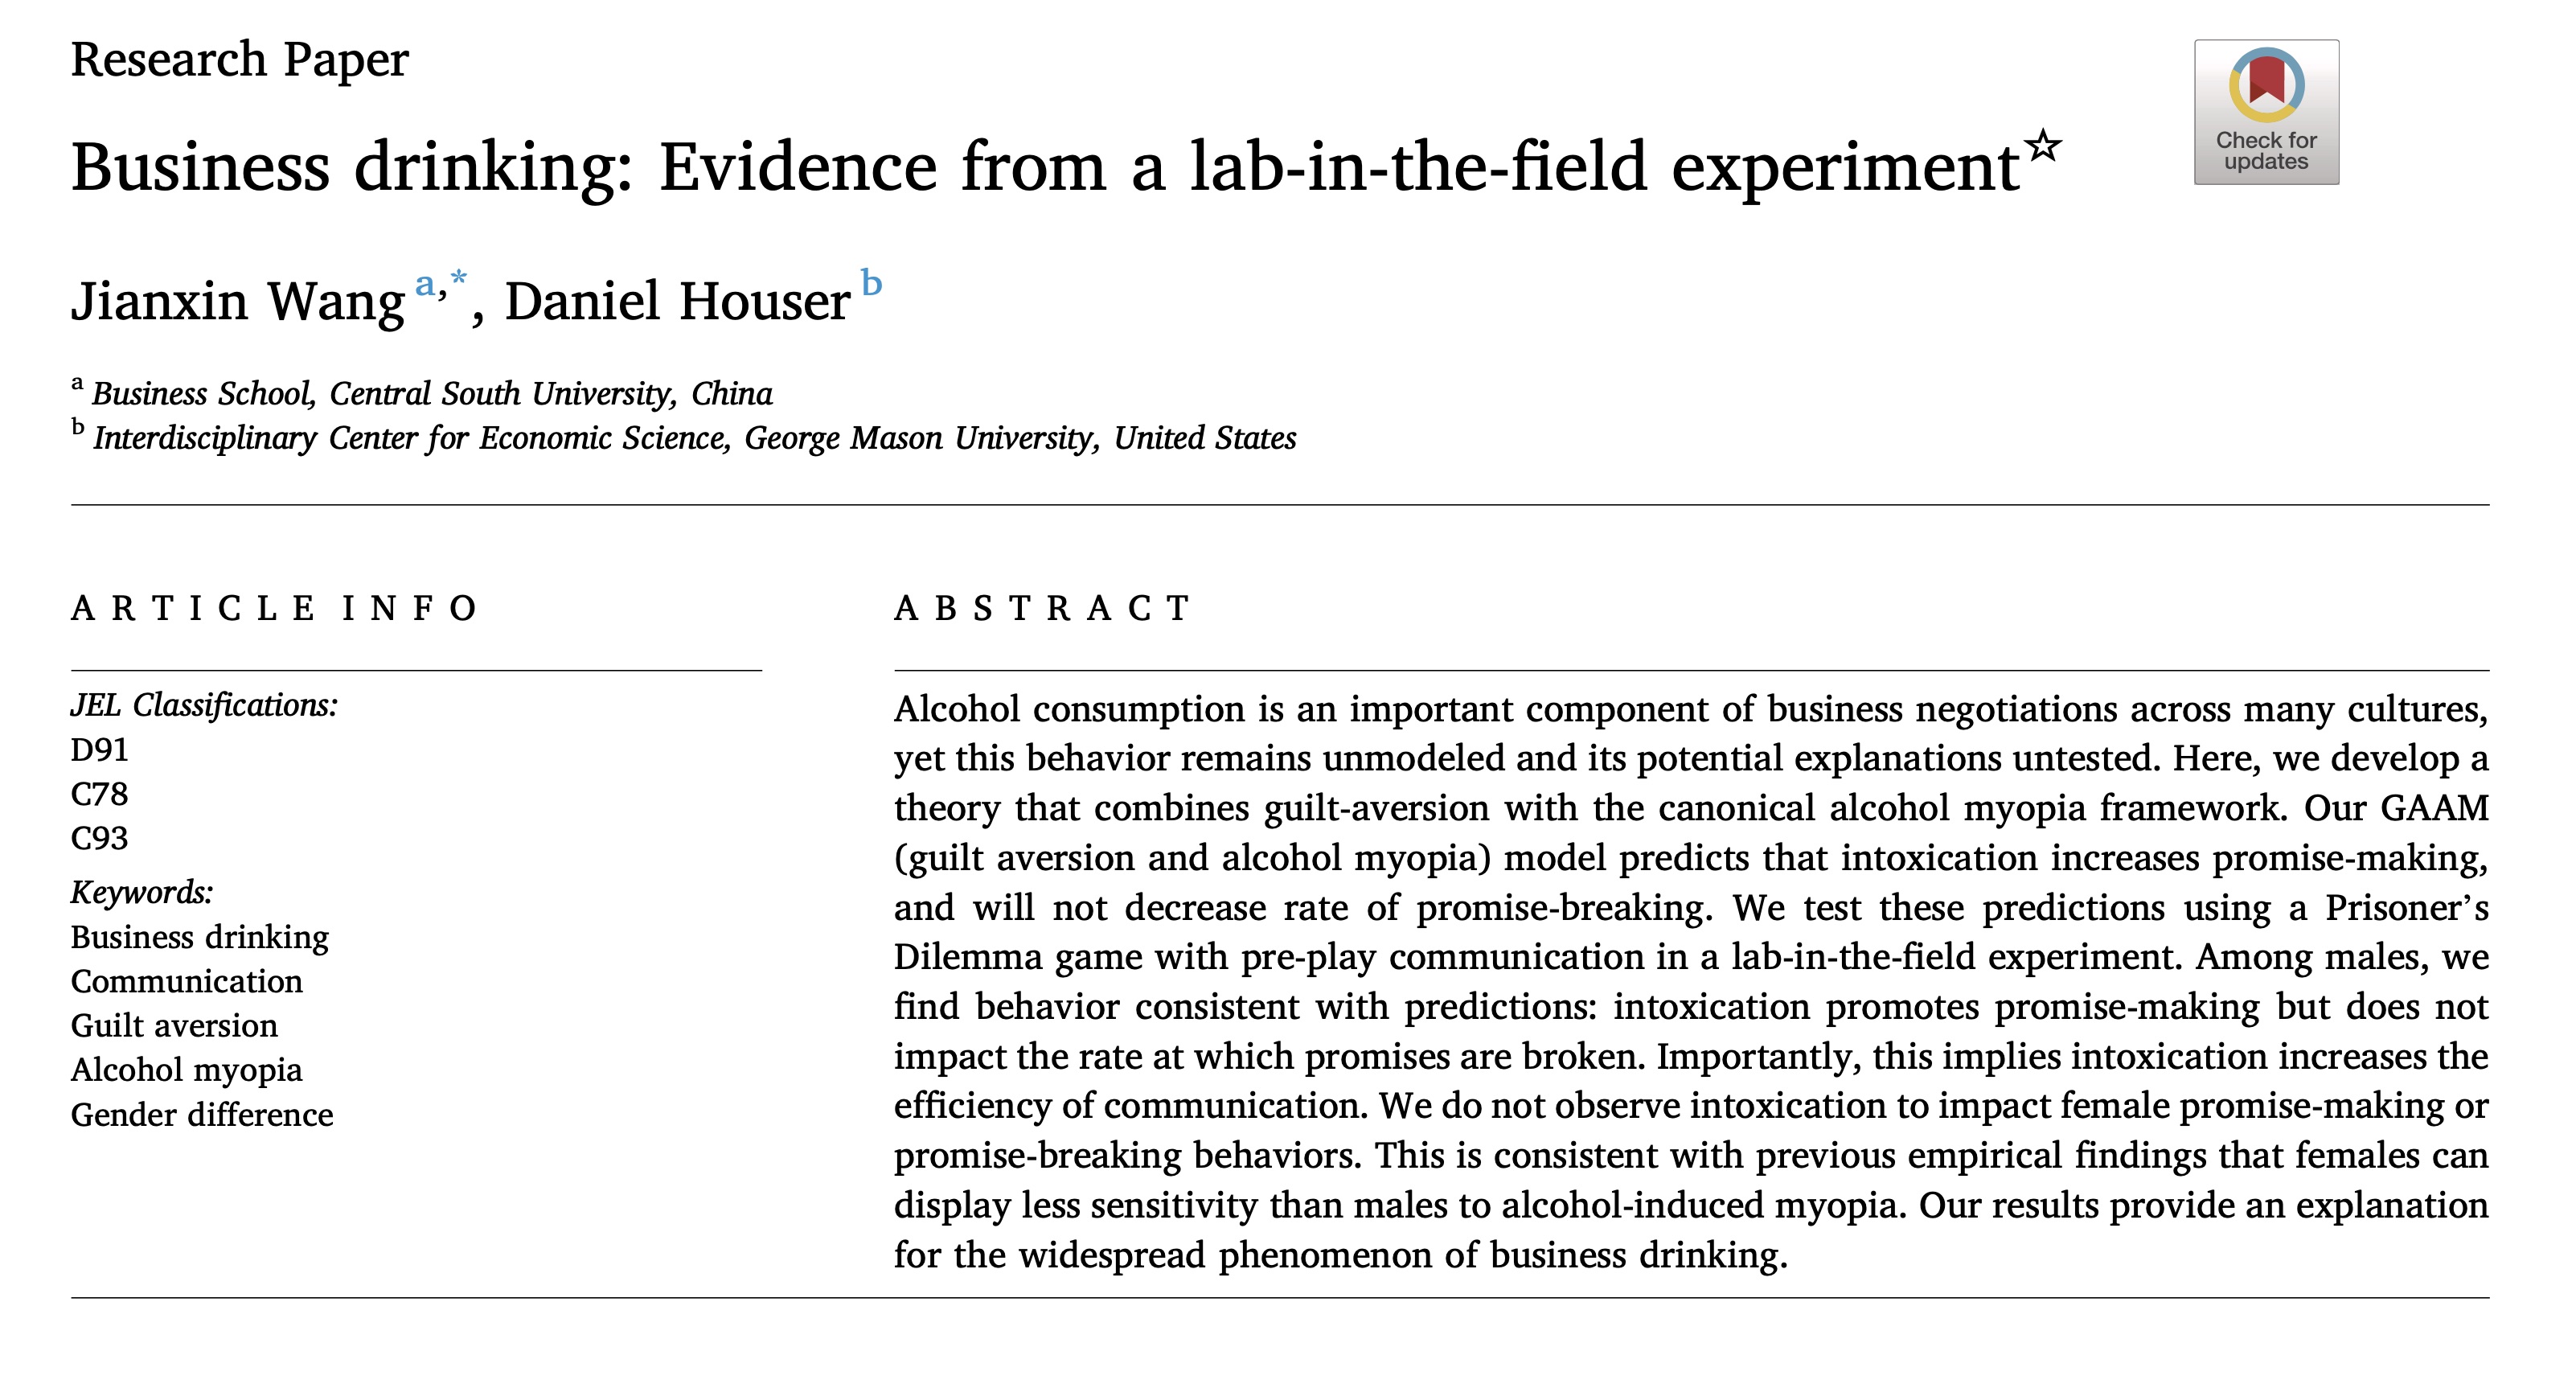 Research Paper
Check for
updates
Business drinking: Evidence from a lab-in-the-field experiment☆
Jianxin Wang a,*, Daniel Houser b
a Business School, Central South University, China
b Interdisciplinary Center for Economic Science, George Mason University, United States
A R T I C L E I N F O
JEL Classifications:
D91
C78
C93
Keywords:
Business drinking
Communication
Guilt aversion
Alcohol myopia
Gender difference
A B S T R A C T
Alcohol consumption is an important component of business negotiations across many cultures,
yet this behavior remains unmodeled and its potential explanations untested. Here, we develop a
theory that combines guilt-aversion with the canonical alcohol myopia framework. Our GAAM
(guilt aversion and alcohol myopia) model predicts that intoxication increases promise-making,
and will not decrease rate of promise-breaking. We test these predictions using a Prisoner’s
Dilemma game with pre-play communication in a lab-in-the-field experiment. Among males, we
find behavior consistent with predictions: intoxication promotes promise-making but does not
impact the rate at which promises are broken. Importantly, this implies intoxication increases the
efficiency of communication. We do not observe intoxication to impact female promise-making or
promise-breaking behaviors. This is consistent with previous empirical findings that females can
display less sensitivity than males to alcohol-induced myopia. Our results provide an explanation
for the widespread phenomenon of business drinking.